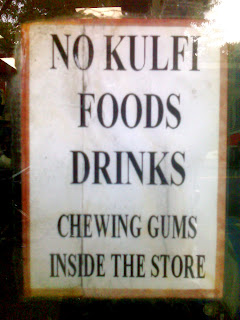 NO KULFI
FOODS
DRINKS
CHEWING GUMS
INSIDE THE STORE